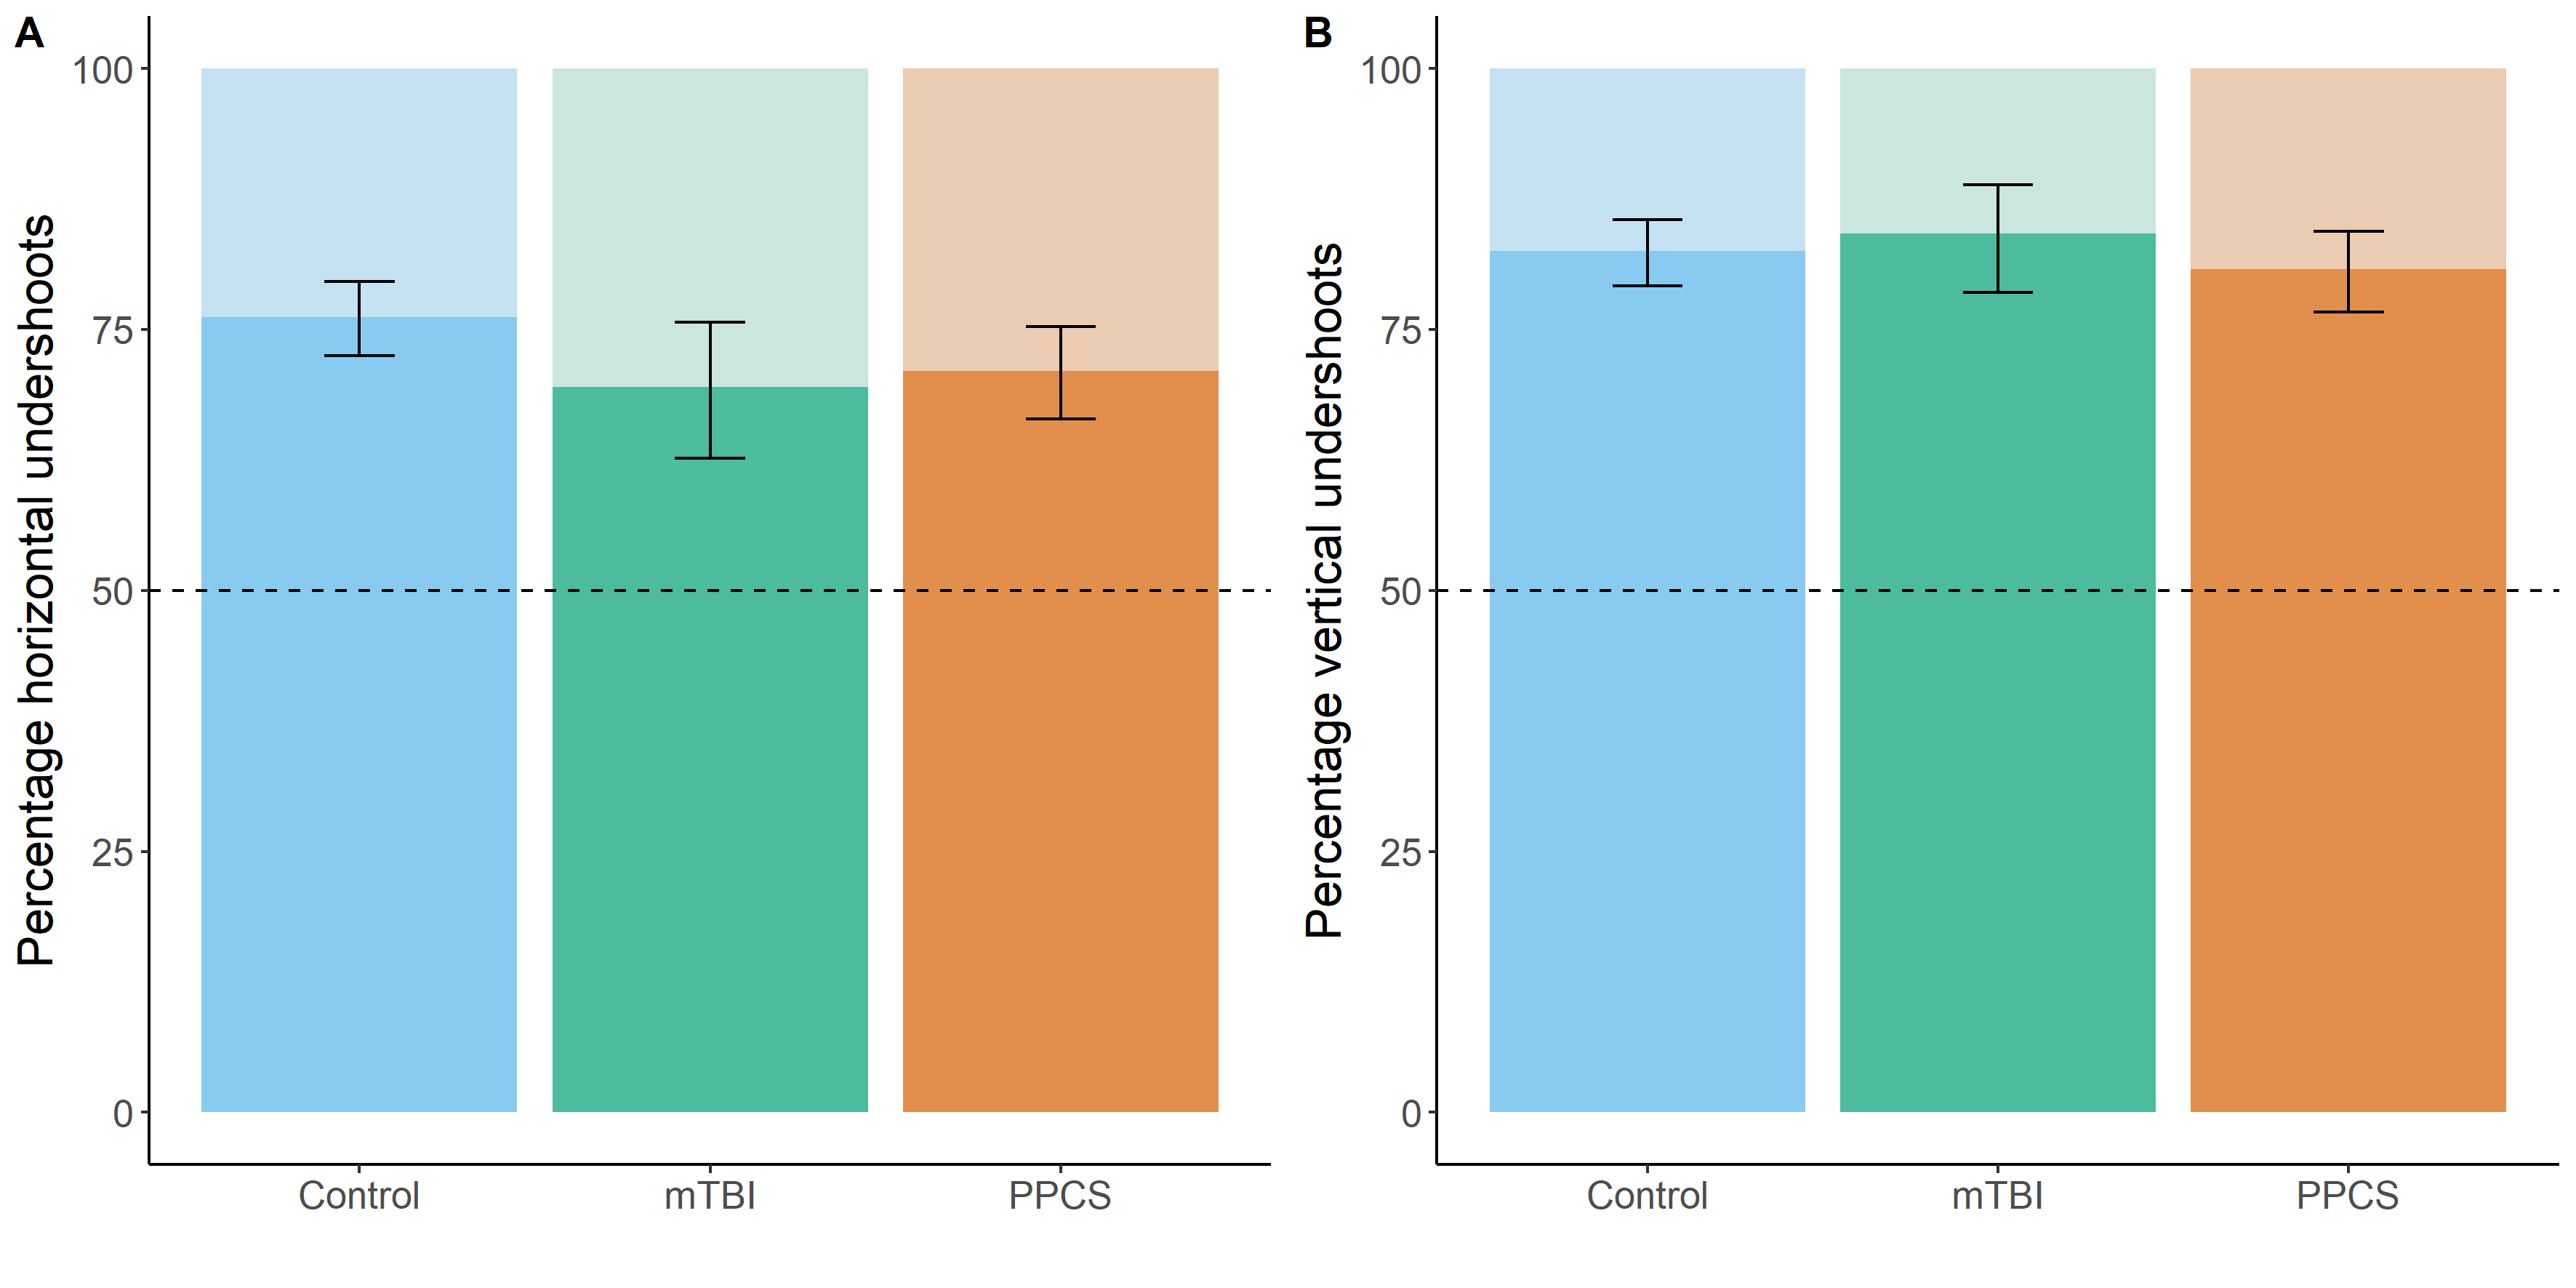 A
Percentage horizontal undershoots
100
75
50
25
0
Control
mTBI
PPCS
B
Percentage vertical undershoots
100
75
50
25
0
Control
mTBI
PPCS